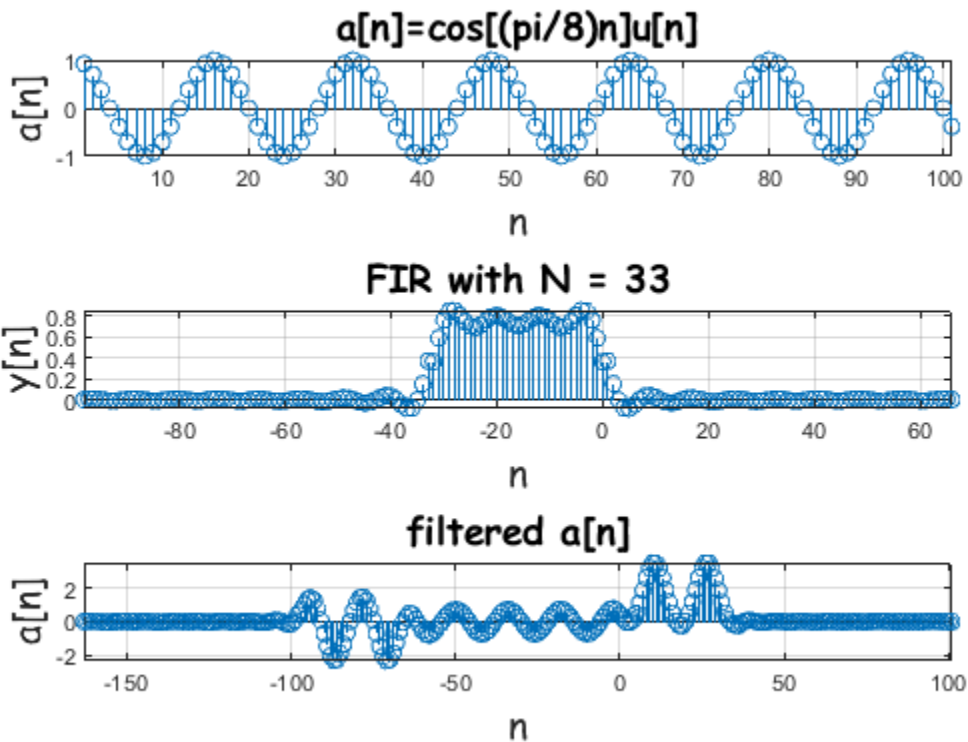 a[n]=cos[(pi/8)n]u[n]
a[n]
1
0
-1
10 20 30 40 50 60 70 80 90 100
n
FIR with N = 33
y[n]
0.8
0.6
0.4
0.2
0
-80 -60 -40 -20 0 20 40 60
n
filtered a[n]
a[n]
2
0
-2
-150 -100 -50 0 50 100
n